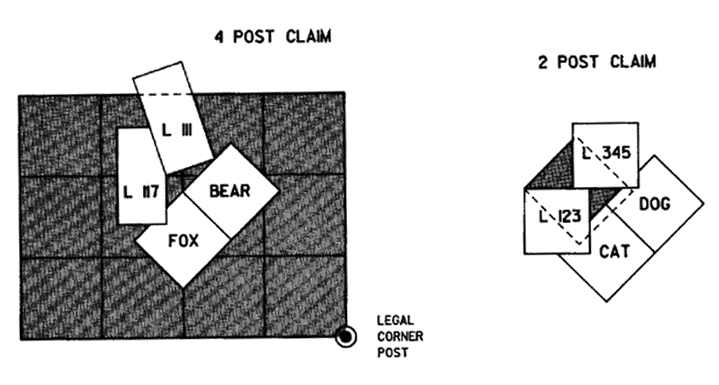 4 POST CLAIM
2 POST CLAIM
L 111
L 117
BEAR
FOX
L 345
L 123
DOG
CAT
LEGAL
CORNER
POST